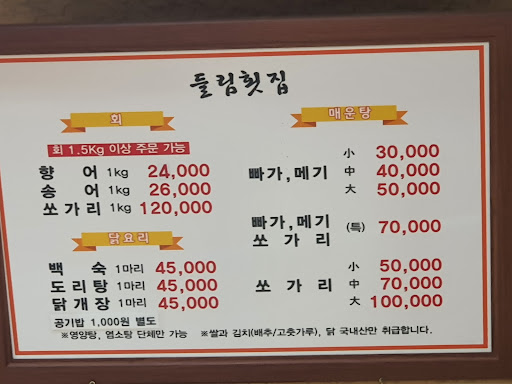 들림횟집
회
회 1.5Kg 이상 주문 가능
향 어 1kg 24,000
송 어 1kg 26,000
쏘가리 1kg 120,000
닭요리
백 숙 1마리 45,000
도리탕 1마리 45,000
닭개장 1마리 45,000
공기밥 1,000원 별도
매운탕
小 30,000
빠가,메기 中 40,000
大 50,000
빠가,메기
쏘 가 리 (특) 70,000
小 50,000
쏘 가 리 中 70,000
大 100,000
※영양탕, 염소탕 단체만 가능 ※쌀과 김치(배추/고춧가루), 닭 국내산만 취급합니다.